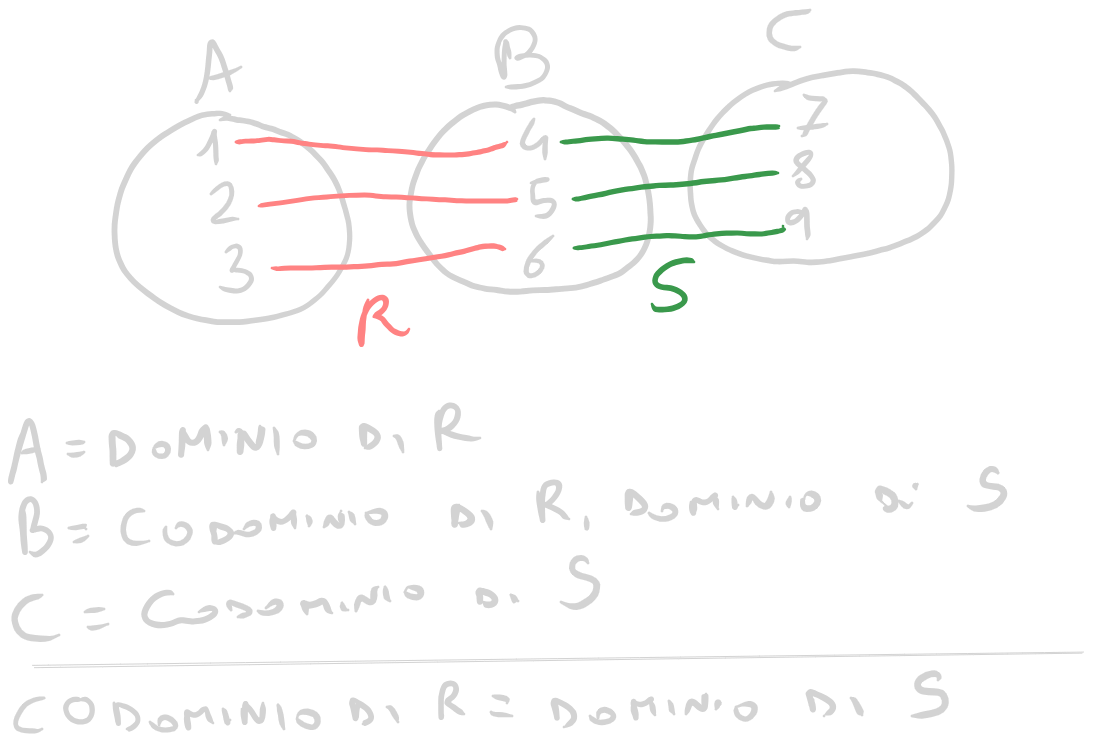 A B C
1 4 7
2 5 8
3 6 9
R S
A = DOMINIO DI R
B = CODOMINIO DI R, DOMINIO Di S
C = CODOMINIO DI S
CODOMINIO DI R = DOMINIO DI S